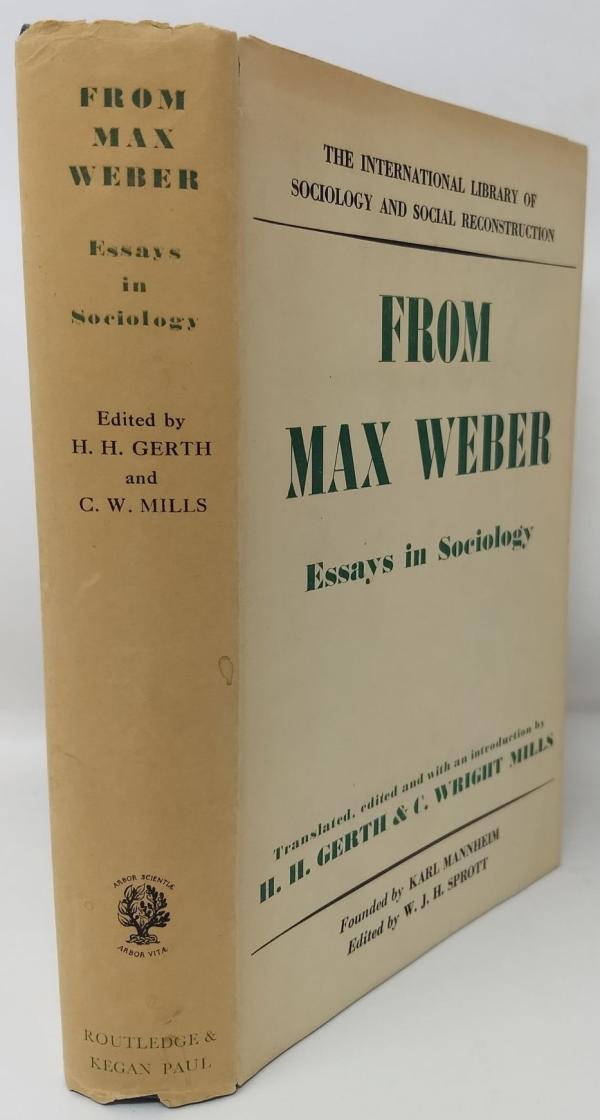 FROM
MAX
WEBER
Essays
in
Sociology
Edited by
H. H. GERTH
and
C. W. MILLS
ARBOR SCIENTIÆ
ARBOR VITÆ
ROUTLEDGE &
KEGAN PAUL
THE INTERNATIONAL LIBRARY OF
SOCIOLOGY AND SOCIAL RECONSTRUCTION
FROM
MAX WEBER
Essays in Sociology
Translated, edited and with an introduction by
H. H. GERTH & C. WRIGHT MILLS
Founded by KARL MANNHEIM
Edited by W. J. H. SPROTT